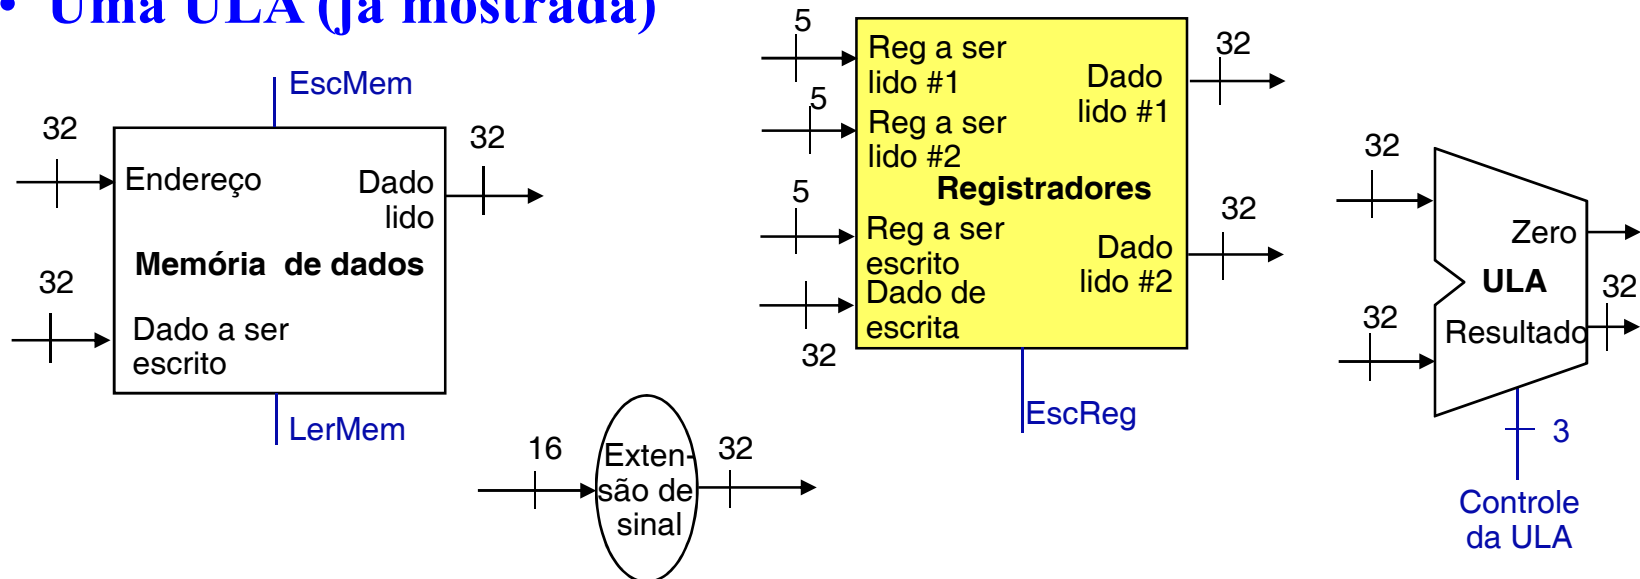 • Uma ULA (já mostrada)
EscMem
32
32
Endereço
Dado
lido
Memória de dados
32
Dado a ser
escrito
LerMem
16
Exten-
são de
sinal
32
5
Reg a ser
lido #1
5
Reg a ser
lido #2
Dado
lido #1
32
Registradores
5
Reg a ser
escrito
Dado de
escrita
32
Dado
lido #2
32
EscReg
32
Zero
ULA
32
32
Resultado
3
Controle
da ULA